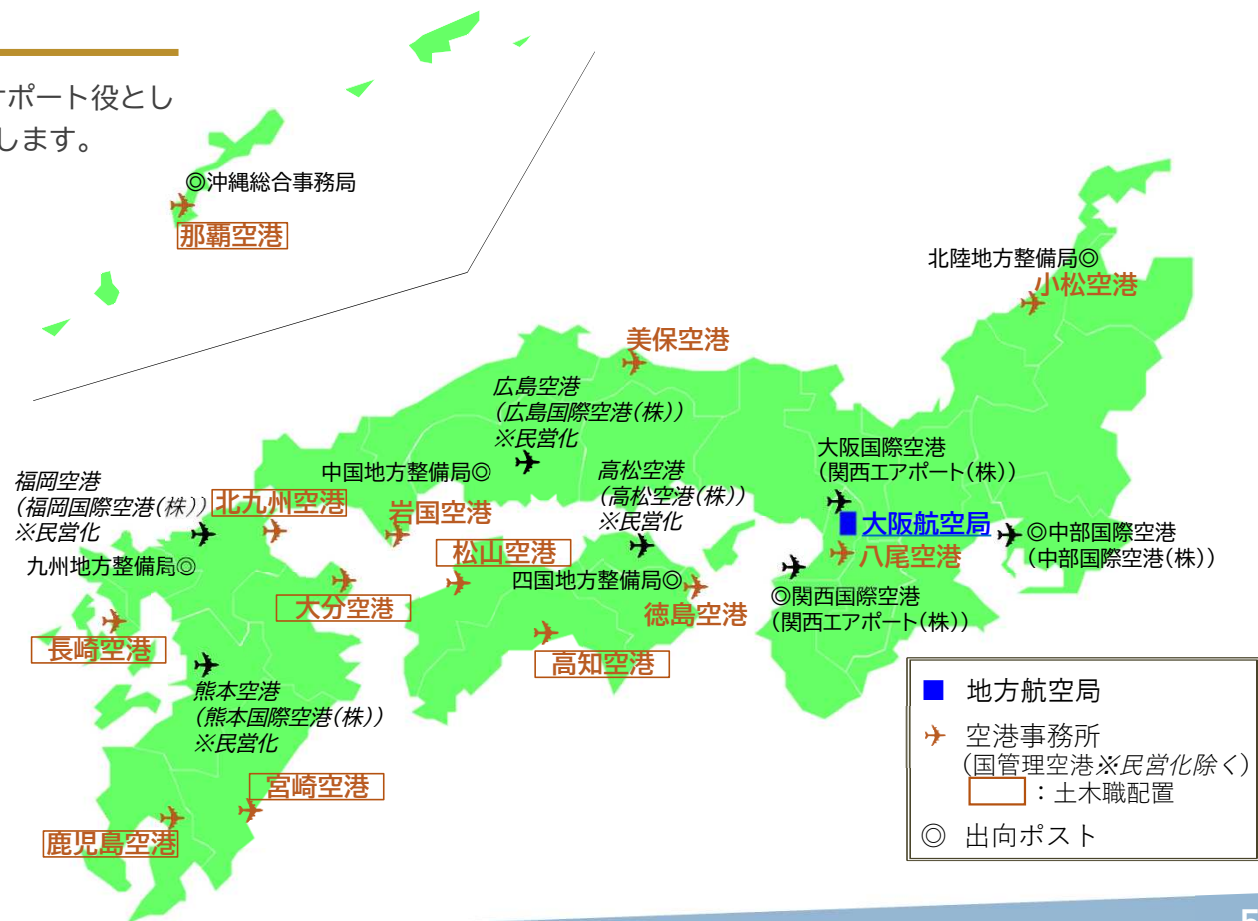 ポート役とし
します。
◎沖縄総合事務局
那覇空港
北陸地方整備局◎
小松空港
美保空港
広島空港
(広島国際空港(株))
※民営化
大阪国際空港
(関西エアポート(株))
高松空港
(高松空港(株))
※民営化
中国地方整備局◎
福岡空港
(福岡国際空港(株))
※民営化
北九州空港
岩国空港
大阪航空局
◎中部国際空港
(中部国際空港(株))
八尾空港
松山空港
九州地方整備局◎
四国地方整備局◎
◎関西国際空港
(関西エアポート(株))
大分空港
徳島空港
長崎空港
高知空港
熊本空港
(熊本国際空港(株))
※民営化
宮崎空港
鹿児島空港
地方航空局
空港事務所
(国管理空港※民営化除く)
：土木職配置
◎ 出向ポスト